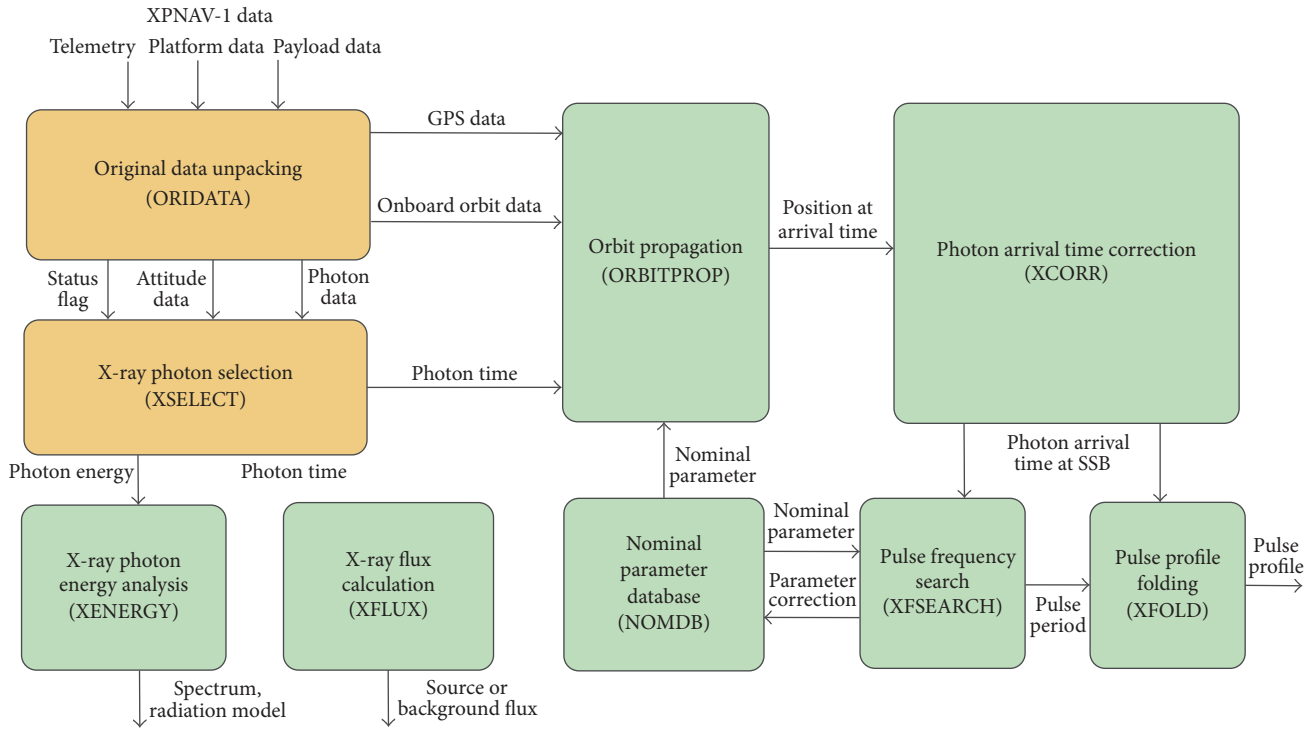 XPNAV-1 data
Telemetry
Platform data
Payload data
Original data unpacking
(ORIDATA)
GPS data
Onboard orbit data
Status
flag
Attitude
data
Photon
data
X-ray photon selection
(XSELECT)
Photon time
Orbit propagation
(ORBITPROP)
Position at
arrival time
Photon arrival time correction
(XCORR)
Photon energy
Photon time
Nominal
parameter
Photon arrival
time at SSB
X-ray photon
energy analysis
(XENERGY)
X-ray flux
calculation
(XFLUX)
Nominal
parameter
database
(NOMDB)
Nominal
parameter
Parameter
correction
Pulse frequency
search
(XFSEARCH)
Pulse
period
Pulse profile
folding
(XFOLD)
Pulse
profile
Spectrum,
radiation model
Source or
background flux